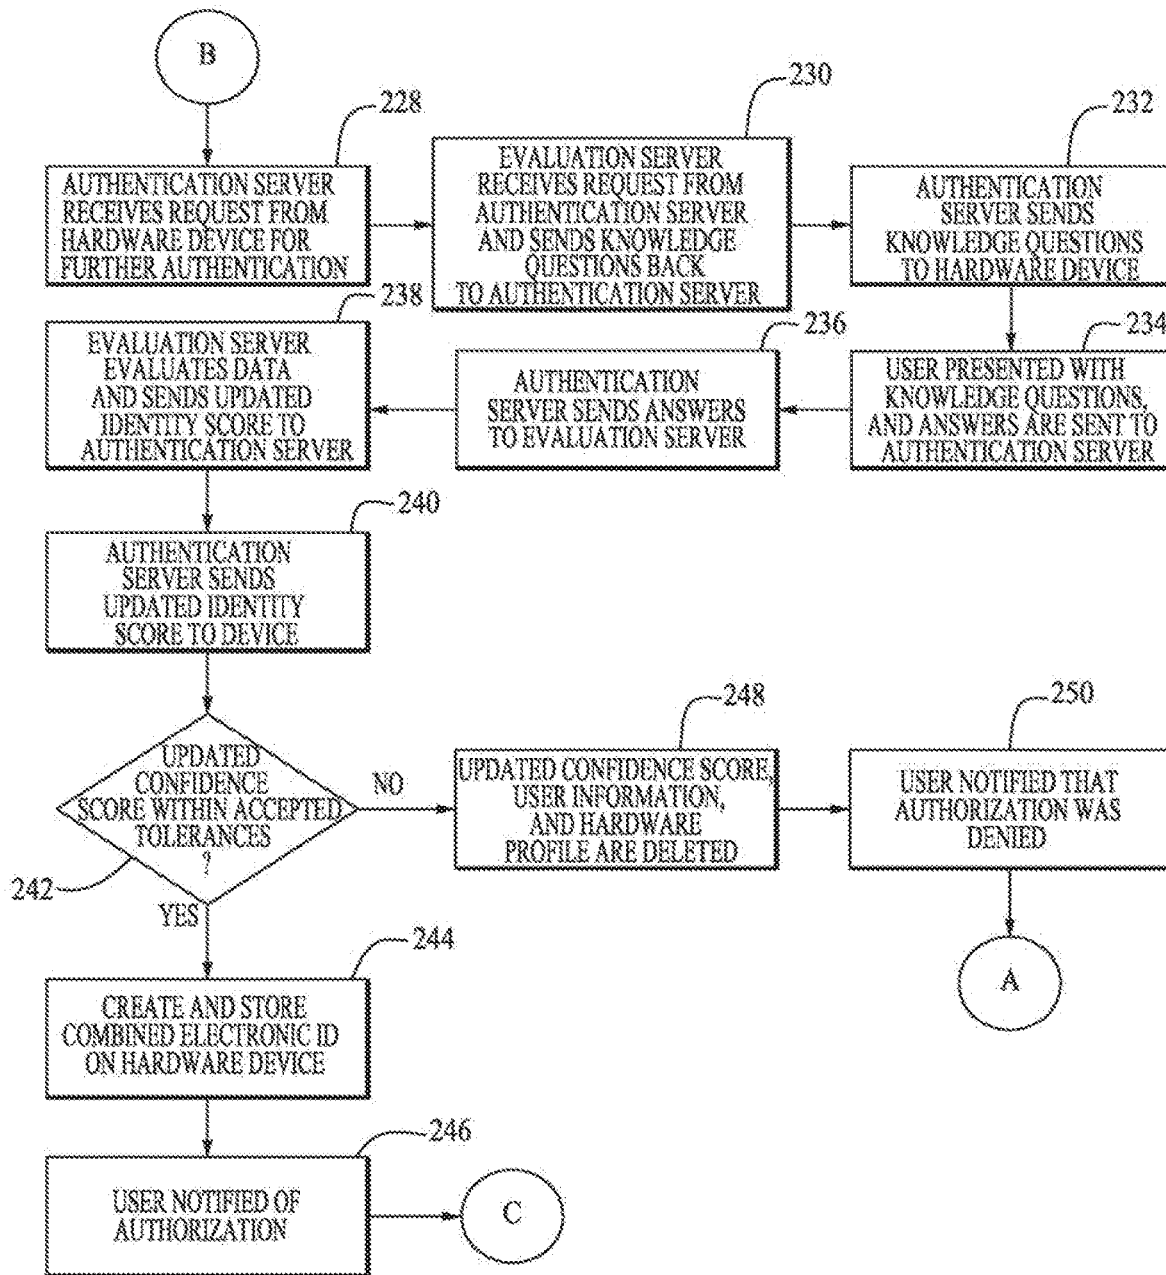 B
228
AUTHENTICATION SERVER
RECEIVES REQUEST FROM
HARDWARE DEVICE FOR
FURTHER AUTHENTICATION
230
EVALUATION SERVER
RECEIVES REQUEST FROM
AUTHENTICATION SERVER
AND SENDS KNOWLEDGE
QUESTIONS BACK
TO AUTHENTICATION SERVER
232
AUTHENTICATION
SERVER SENDS
KNOWLEDGE QUESTIONS
TO HARDWARE DEVICE
234
USER PRESENTED WITH
KNOWLEDGE QUESTIONS,
AND ANSWERS ARE SENT TO
AUTHENTICATION SERVER
236
AUTHENTICATION
SERVER SENDS ANSWERS
TO EVALUATION SERVER
238
EVALUATION SERVER
EVALUATES DATA
AND SENDS UPDATED
IDENTITY SCORE TO
AUTHENTICATION SERVER
240
AUTHENTICATION
SERVER SENDS
UPDATED IDENTITY
SCORE TO DEVICE
UPDATED
CONFIDENCE
SCORE WITHIN ACCEPTED
TOLERANCES
?
242
NO
248
UPDATED CONFIDENCE SCORE,
USER INFORMATION,
AND HARDWARE
PROFILE ARE DELETED
250
USER NOTIFIED THAT
AUTHORIZATION WAS
DENIED
A
YES
244
CREATE AND STORE
COMBINED ELECTRONIC ID
ON HARDWARE DEVICE
246
USER NOTIFIED OF
AUTHORIZATION
C